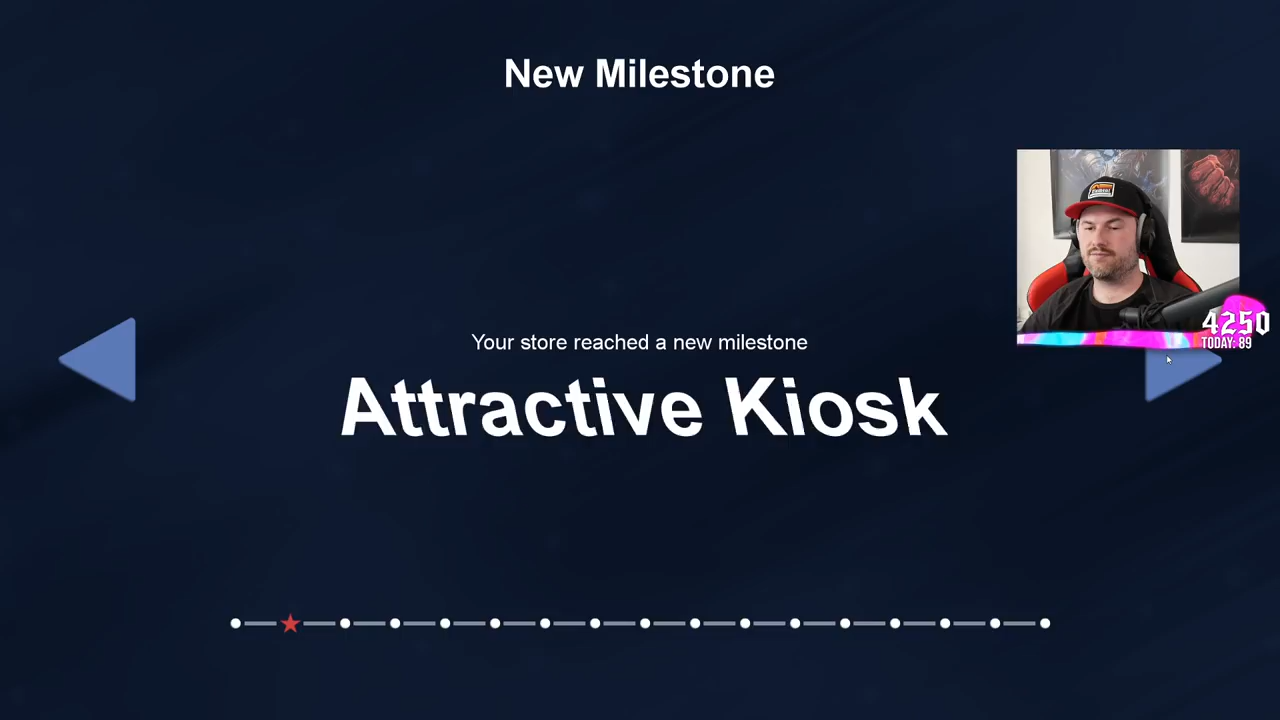 New Milestone
4250
TODAY: 89
Your store reached a new milestone
Attractive Kiosk